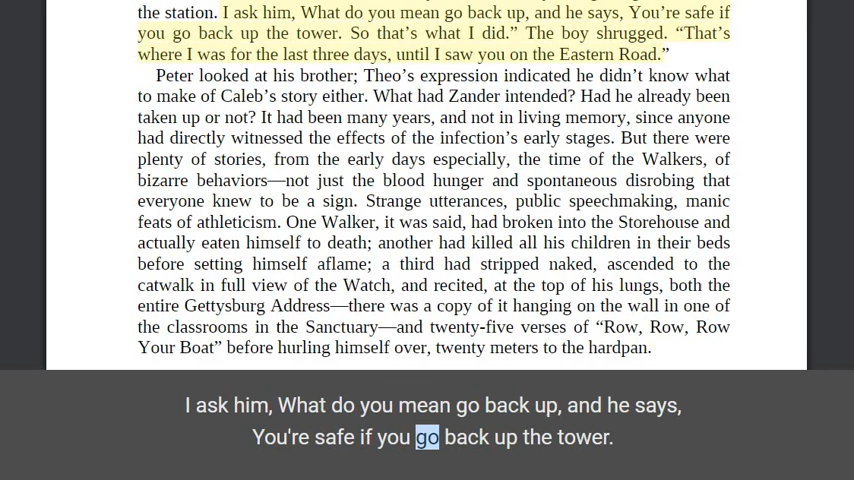 the station. I ask him, What do you mean go back up, and he says, You’re safe if
you go back up the tower. So that’s what I did.” The boy shrugged. “That’s
where I was for the last three days, until I saw you on the Eastern Road.”
Peter looked at his brother; Theo’s expression indicated he didn’t know what
to make of Caleb’s story either. What had Zander intended? Had he already been
taken up or not? It had been many years, and not in living memory, since anyone
had directly witnessed the effects of the infection’s early stages. But there were
plenty of stories, from the early days especially, the time of the Walkers, of
bizarre behaviors—not just the blood hunger and spontaneous disrobing that
everyone knew to be a sign. Strange utterances, public speechmaking, manic
feats of athleticism. One Walker, it was said, had broken into the Storehouse and
actually eaten himself to death; another had killed all his children in their beds
before setting himself aflame; a third had stripped naked, ascended to the
catwalk in full view of the Watch, and recited, at the top of his lungs, both the
entire Gettysburg Address—there was a copy of it hanging on the wall in one of
the classrooms in the Sanctuary—and twenty-five verses of “Row, Row, Row
Your Boat” before hurling himself over, twenty meters to the hardpan.
I ask him, What do you mean go back up, and he says,
You're safe if you go back up the tower.